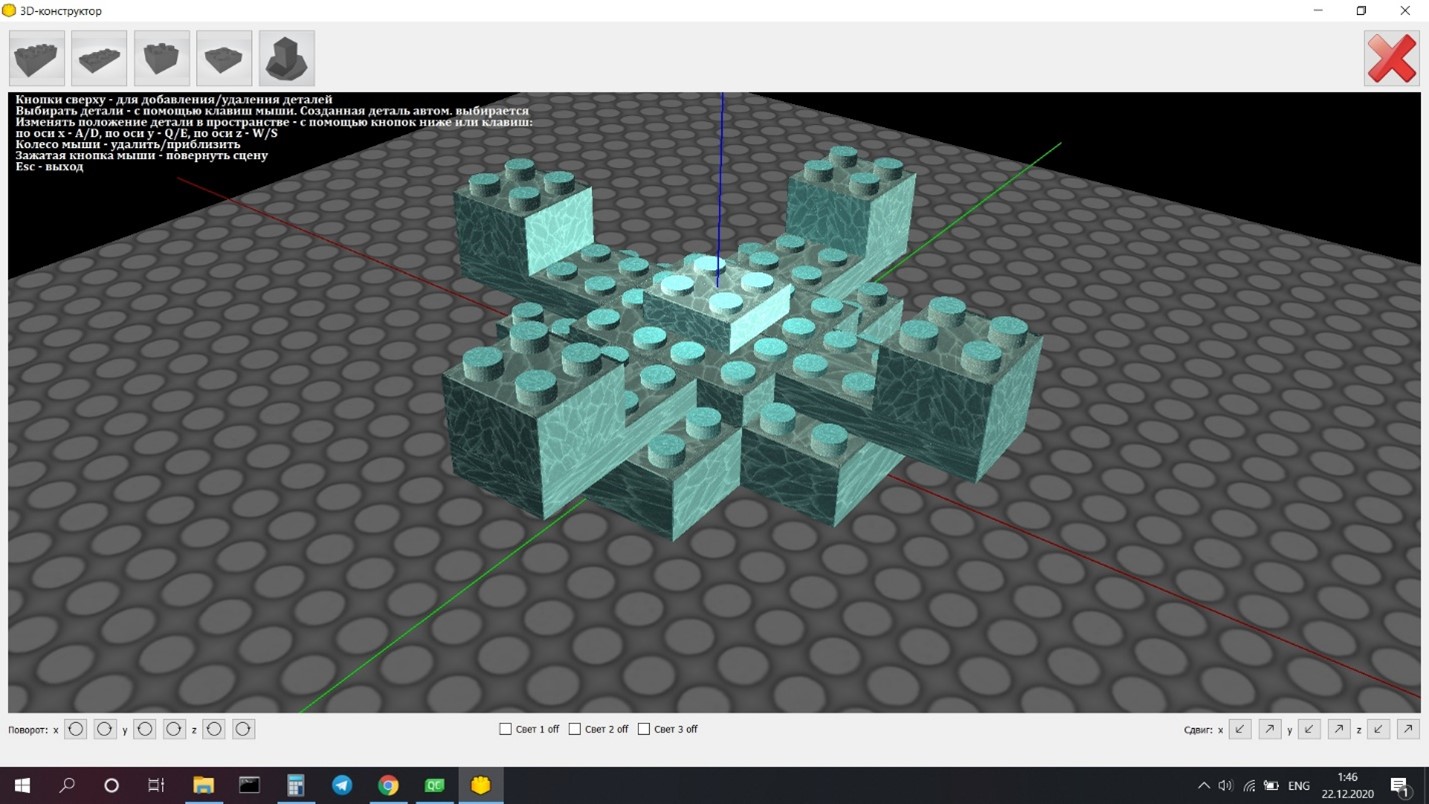 3D-конструктор
Кнопки сверху - для добавления/удаления деталей
Выбирать детали - с помощью клавиш мыши. Созданная деталь автом. выбирается
Изменять положение детали в пространстве - с помощью кнопок ниже или клавиш:
по оси x - A/D, по оси y - Q/E, по оси z - W/S
Колесо мыши - удалить/приблизить
Зажатая кнопка мыши - повернуть сцену
Esc - выход
Поворот: x y z Свет 1 off Свет 2 off Свет 3 off Сдвиг: x y z
QC ENG 1:46
22.12.2020 1